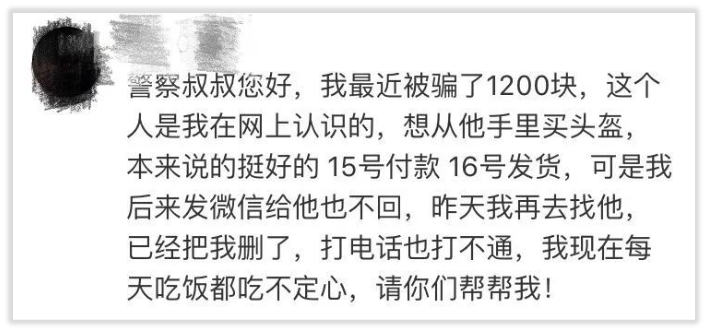 警察叔叔您好，我最近被骗了1200块，这个
人是我在网上认识的，想从他手里买头盔，
本来说的挺好的 15号付款 16号发货，可是我
后来发微信给他也不回，昨天我再去找他，
已经把我删了，打电话也打不通，我现在每
天吃饭都吃不定心，请你们帮帮我！